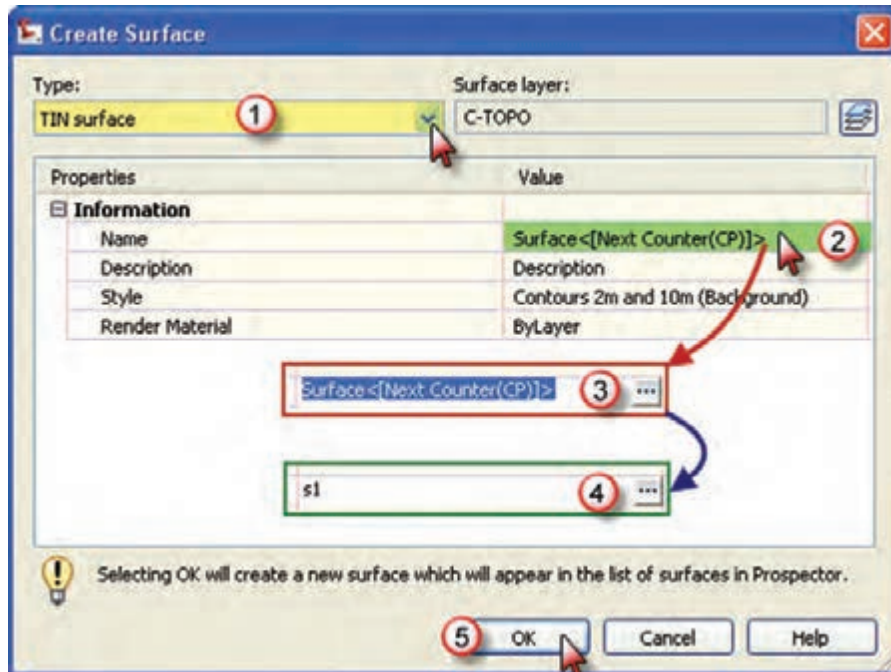 Create Surface
Type:
Surface layer:
TIN surface
1
C-TOPO
Properties
Value
Information
Name
Surface<[Next Counter(CP)]>
2
Description
Description
Style
Contours 2m and 10m (Background)
Render Material
ByLayer
Surface<[Next Counter(CP)]>
3
...
s1
4
...
Selecting OK will create a new surface which will appear in the list of surfaces in Prospector.
5
OK
Cancel
Help